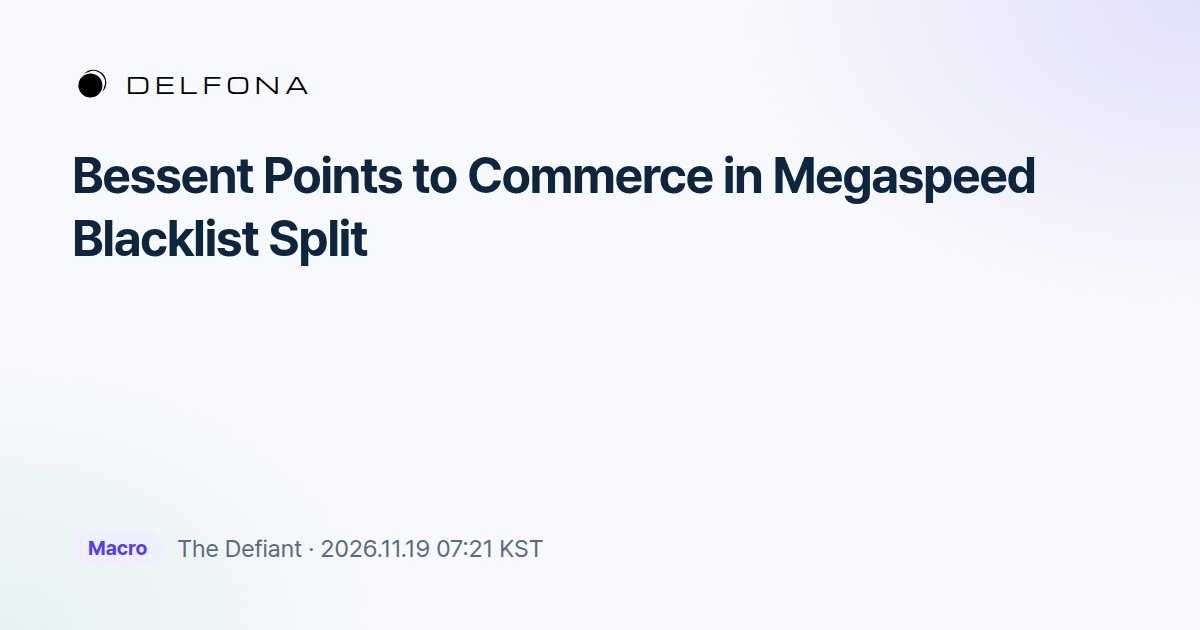 DELFONA
Bessent Points to Commerce in Megaspeed
Blacklist Split
Macro The Defiant · 2026.11.19 07:21 KST